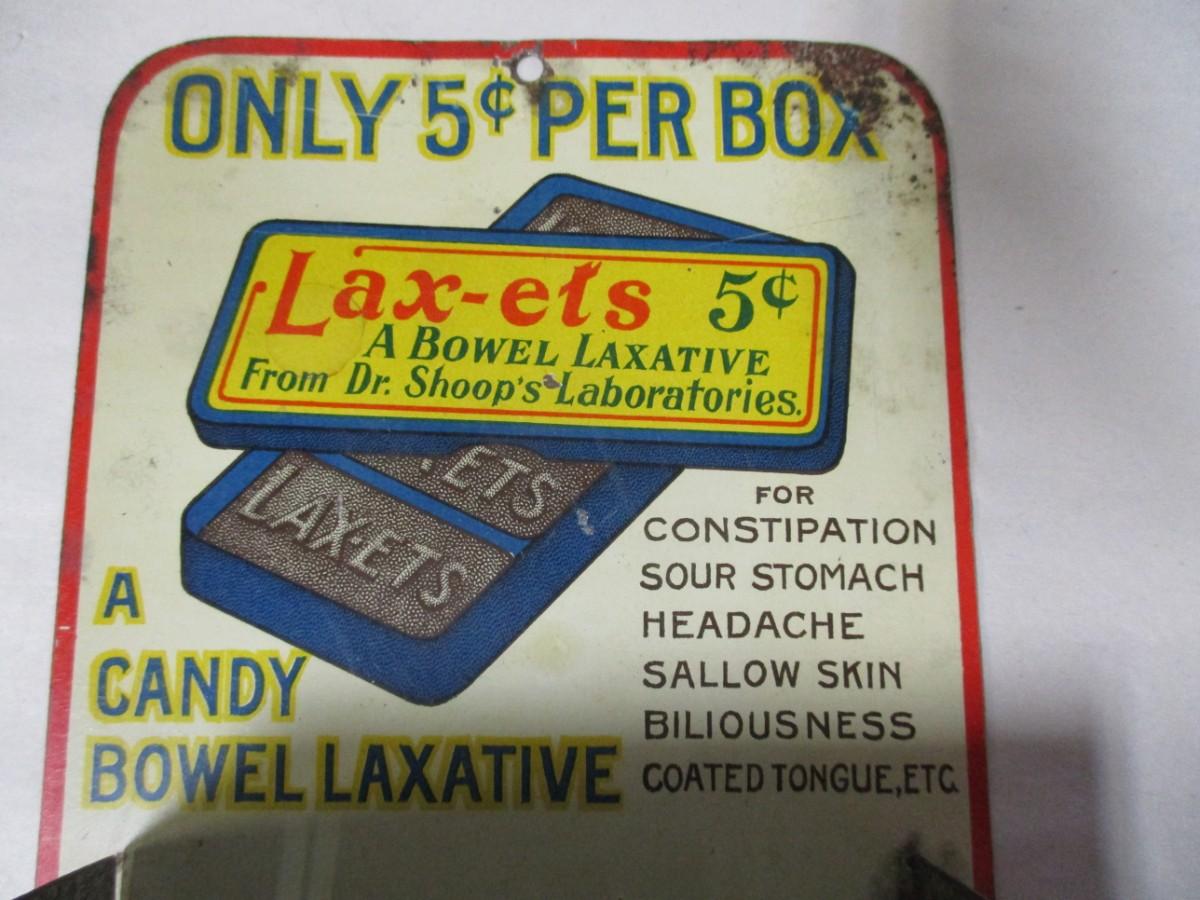 ONLY 5¢ PER BOX
Lax-ets 5¢
A BOWEL LAXATIVE
From Dr. Shoop's Laboratories.
ETS
LAX-ETS
FOR
CONSTIPATION
SOUR STOMACH
HEADACHE
SALLOW SKIN
BILIOUSNESS
COATED TONGUE, ETC.
A
CANDY
BOWEL LAXATIVE